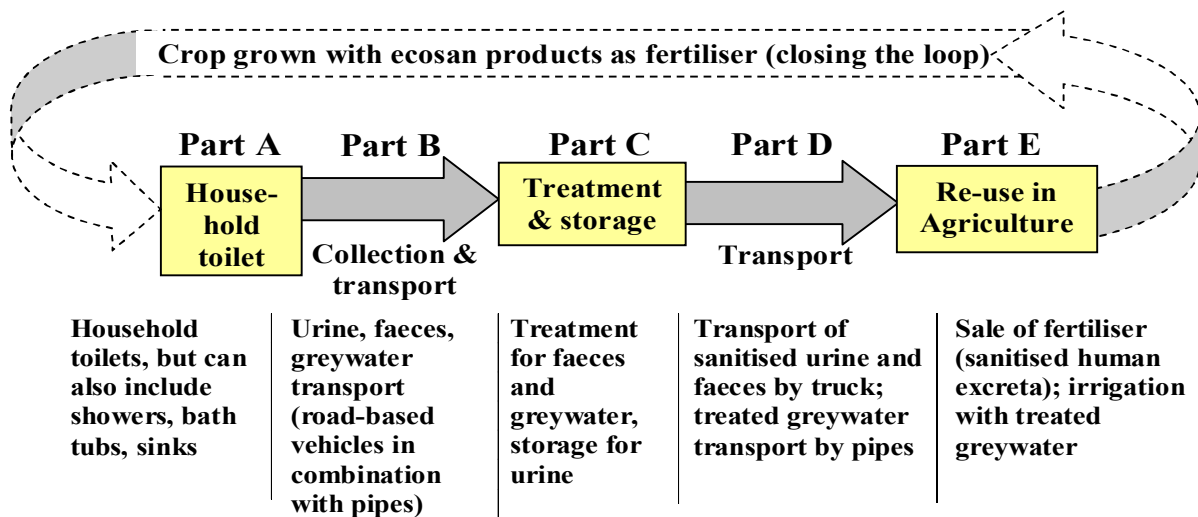 Crop grown with ecosan products as fertiliser (closing the loop)
Part A
Part B
Part C
Part D
Part E
House-
hold
toilet
Collection &
transport
Treatment
& storage
Transport
Re-use in
Agriculture
Household
toilets, but can
also include
showers, bath
tubs, sinks
Urine, faeces,
greywater
transport
(road-based
vehicles in
combination
with pipes)
Treatment
for faeces
and
greywater,
storage for
urine
Transport of
sanitised urine and
faeces by truck;
treated greywater
transport by pipes
Sale of fertiliser
(sanitised human
excreta); irrigation
with treated
greywater